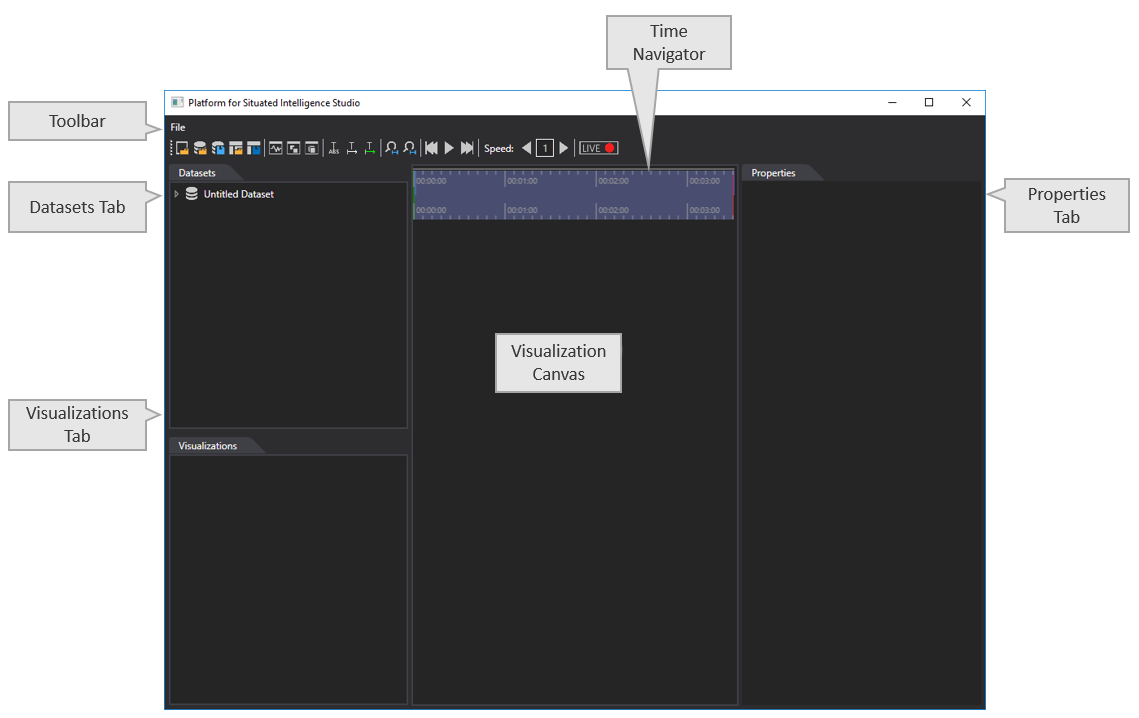 Time
Navigator
Platform for Situated Intelligence Studio
Toolbar
File
ABS
Speed:
1
LIVE
Datasets
Properties
Datasets Tab
Untitled Dataset
00:00:00
00:01:00
00:02:00
00:03:00
00:00:00
00:01:00
00:02:00
00:03:00
Properties
Tab
Visualization
Canvas
Visualizations
Tab
Visualizations